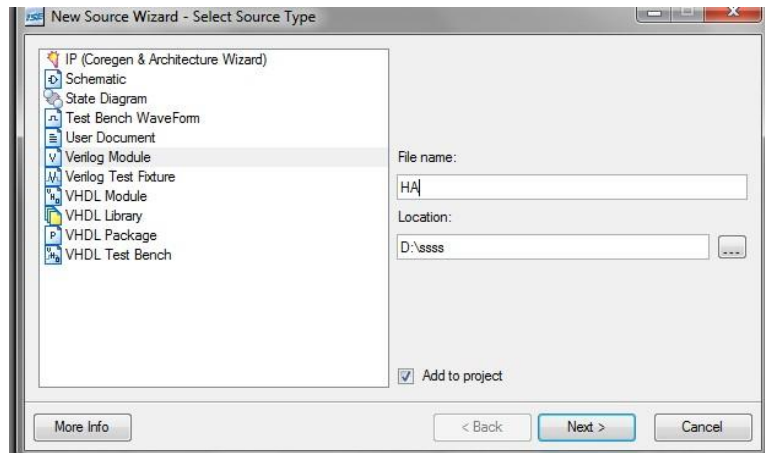 ISE New Source Wizard - Select Source Type
IP (Coregen & Architecture Wizard)
Schematic
State Diagram
Test Bench WaveForm
User Document
Verilog Module
Verilog Test Fixture
VHDL Module
VHDL Library
VHDL Package
VHDL Test Bench
File name:
HA
Location:
D:\ssss
...
Add to project
More Info
< Back
Next >
Cancel